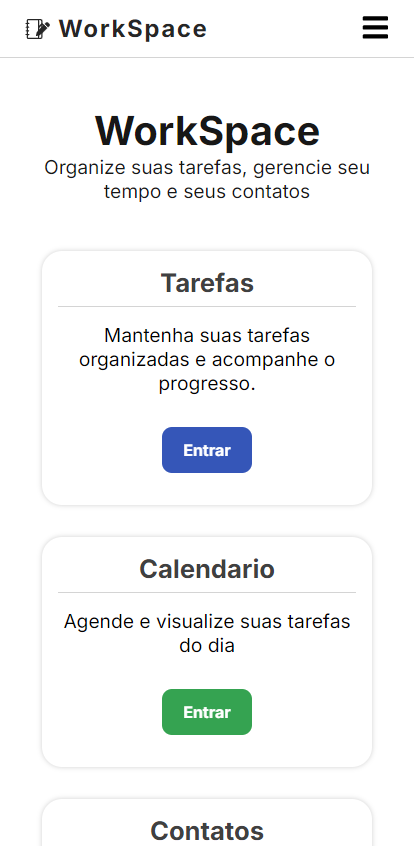 WorkSpace
WorkSpace
Organize suas tarefas, gerencie seu
tempo e seus contatos
Tarefas
Mantenha suas tarefas
organizadas e acompanhe o
progresso.
Entrar
Calendario
Agende e visualize suas tarefas
do dia
Entrar
Contatos